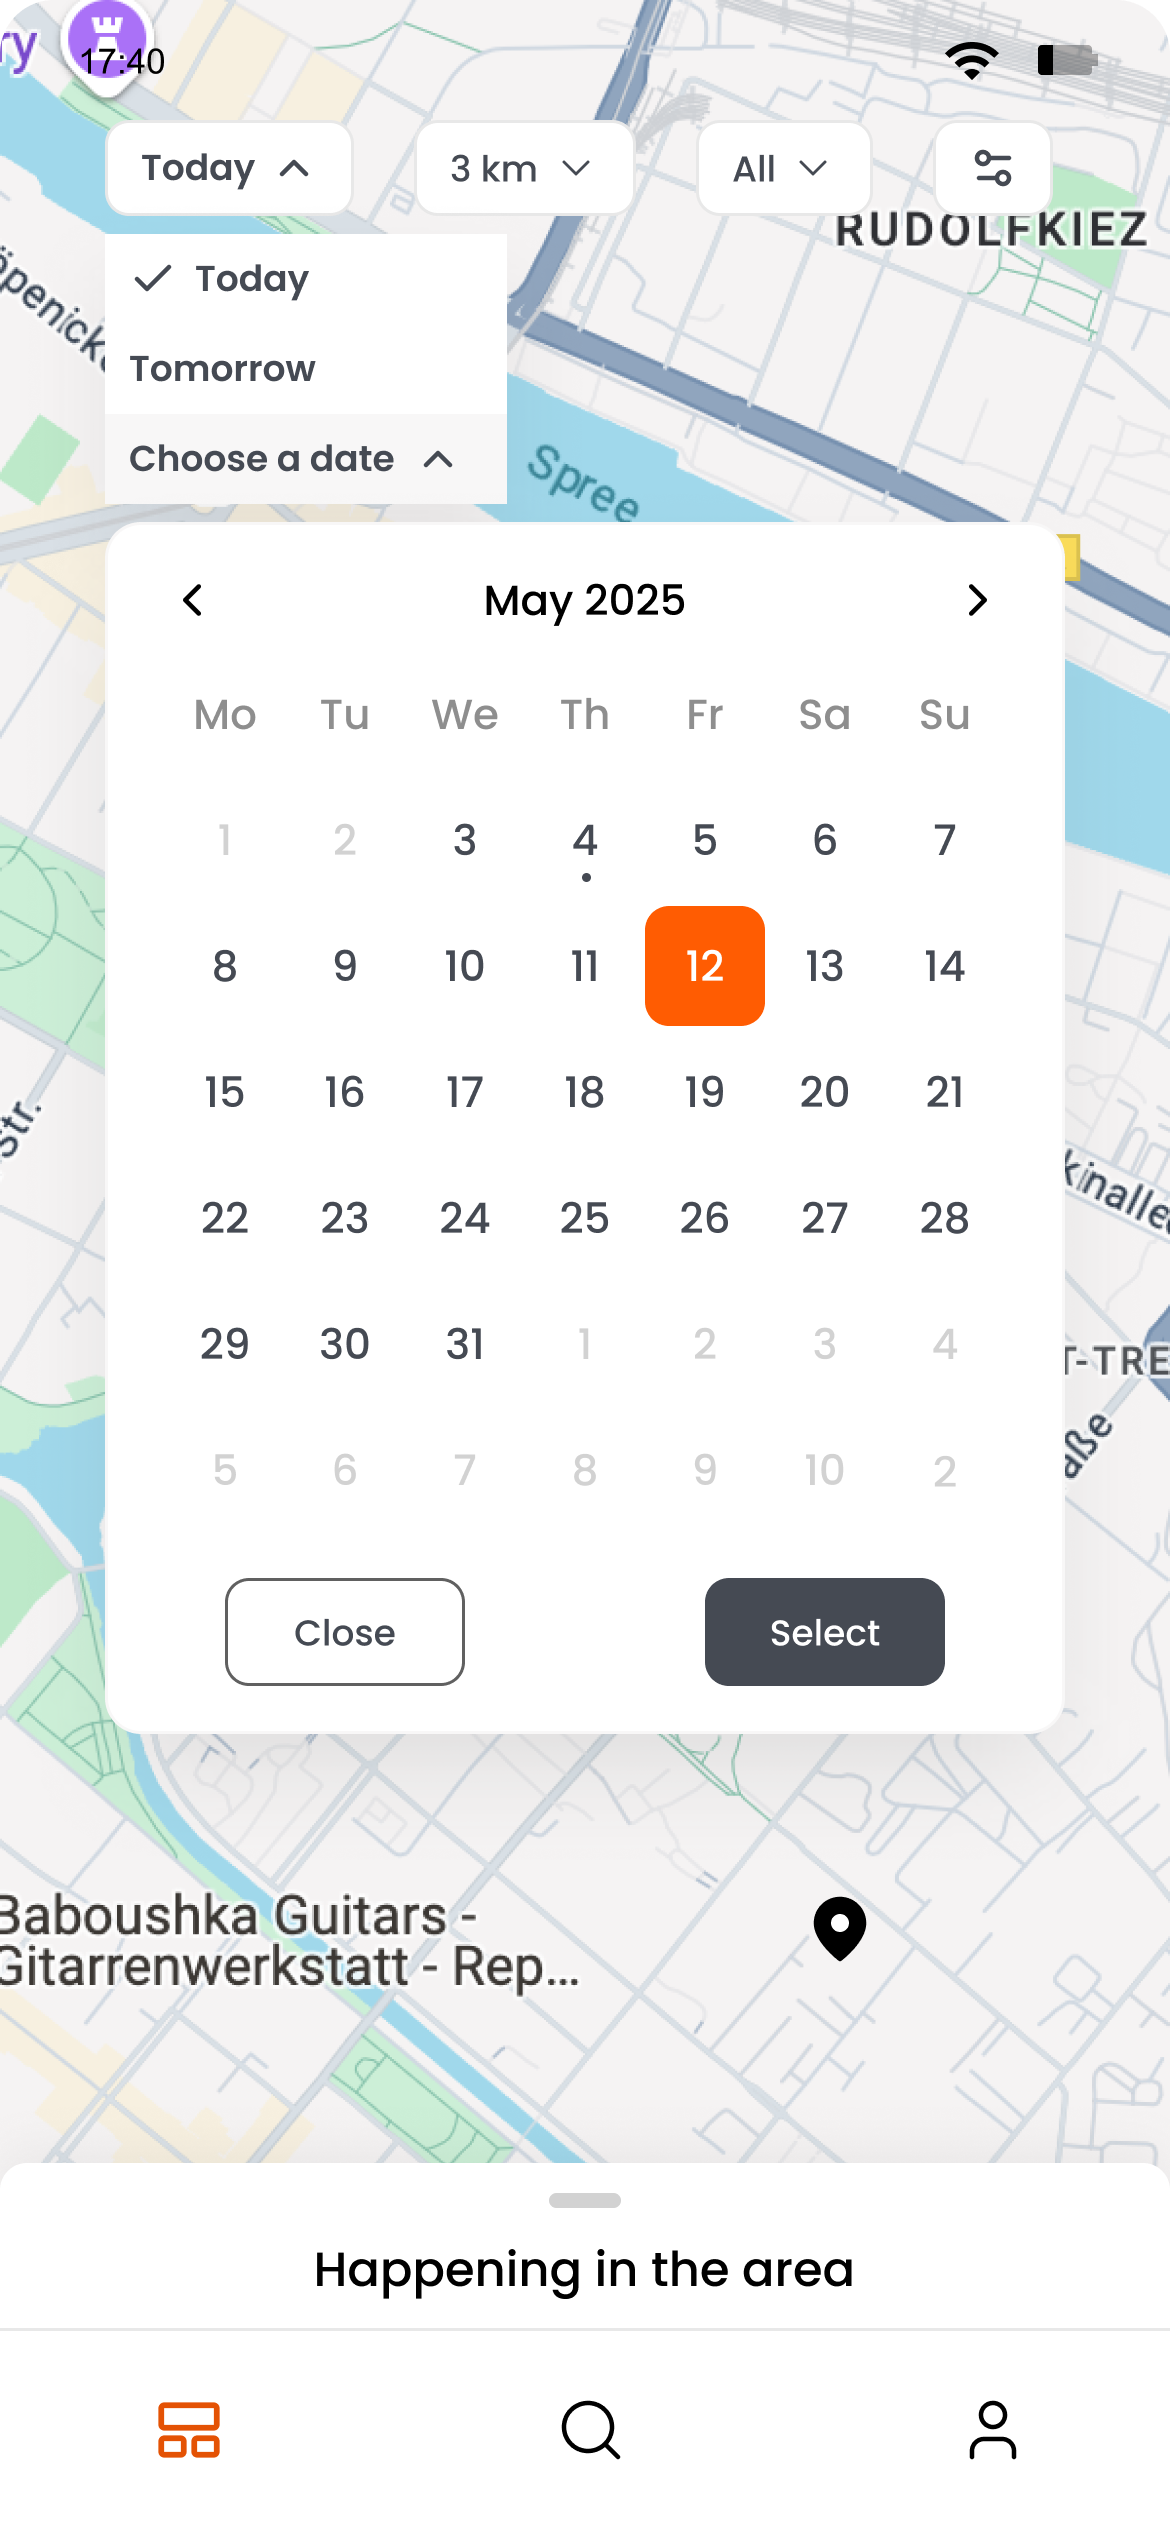 ry
17:40
Today
3 km
All
RUDOLFKIEZ
öpenick
Today
Tomorrow
Choose a date
Spree
May 2025
Mo Tu We Th Fr Sa Su
1 2 3 4 5 6 7
8 9 10 11 12 13 14
15 16 17 18 19 20 21
22 23 24 25 26 27 28
29 30 31 1 2 3 4
5 6 7 8 9 10 2
str.
kinalle
T-TRE
aße
Close
Select
Baboushka Guitars -
Gitarrenwerkstatt - Rep...
Happening in the area